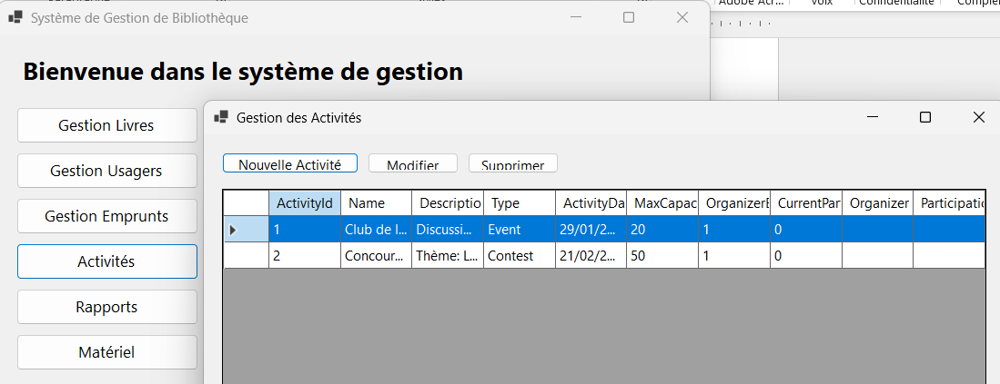 Système de Gestion de Bibliothèque
Adobe Acr... Voix Confidentialité
Bienvenue dans le système de gestion
Gestion Livres
Gestion Usagers
Gestion Emprunts
Activités
Rapports
Matériel
Gestion des Activités
Nouvelle Activité Modifier Supprimer
ActivityId Name Descriptio Type ActivityDa MaxCapac OrganizerE CurrentPar Organizer Participatio
1 Club de l... Discussi... Event 29/01/2... 20 1 0
2 Concour... Thème: L... Contest 21/02/2... 50 1 0